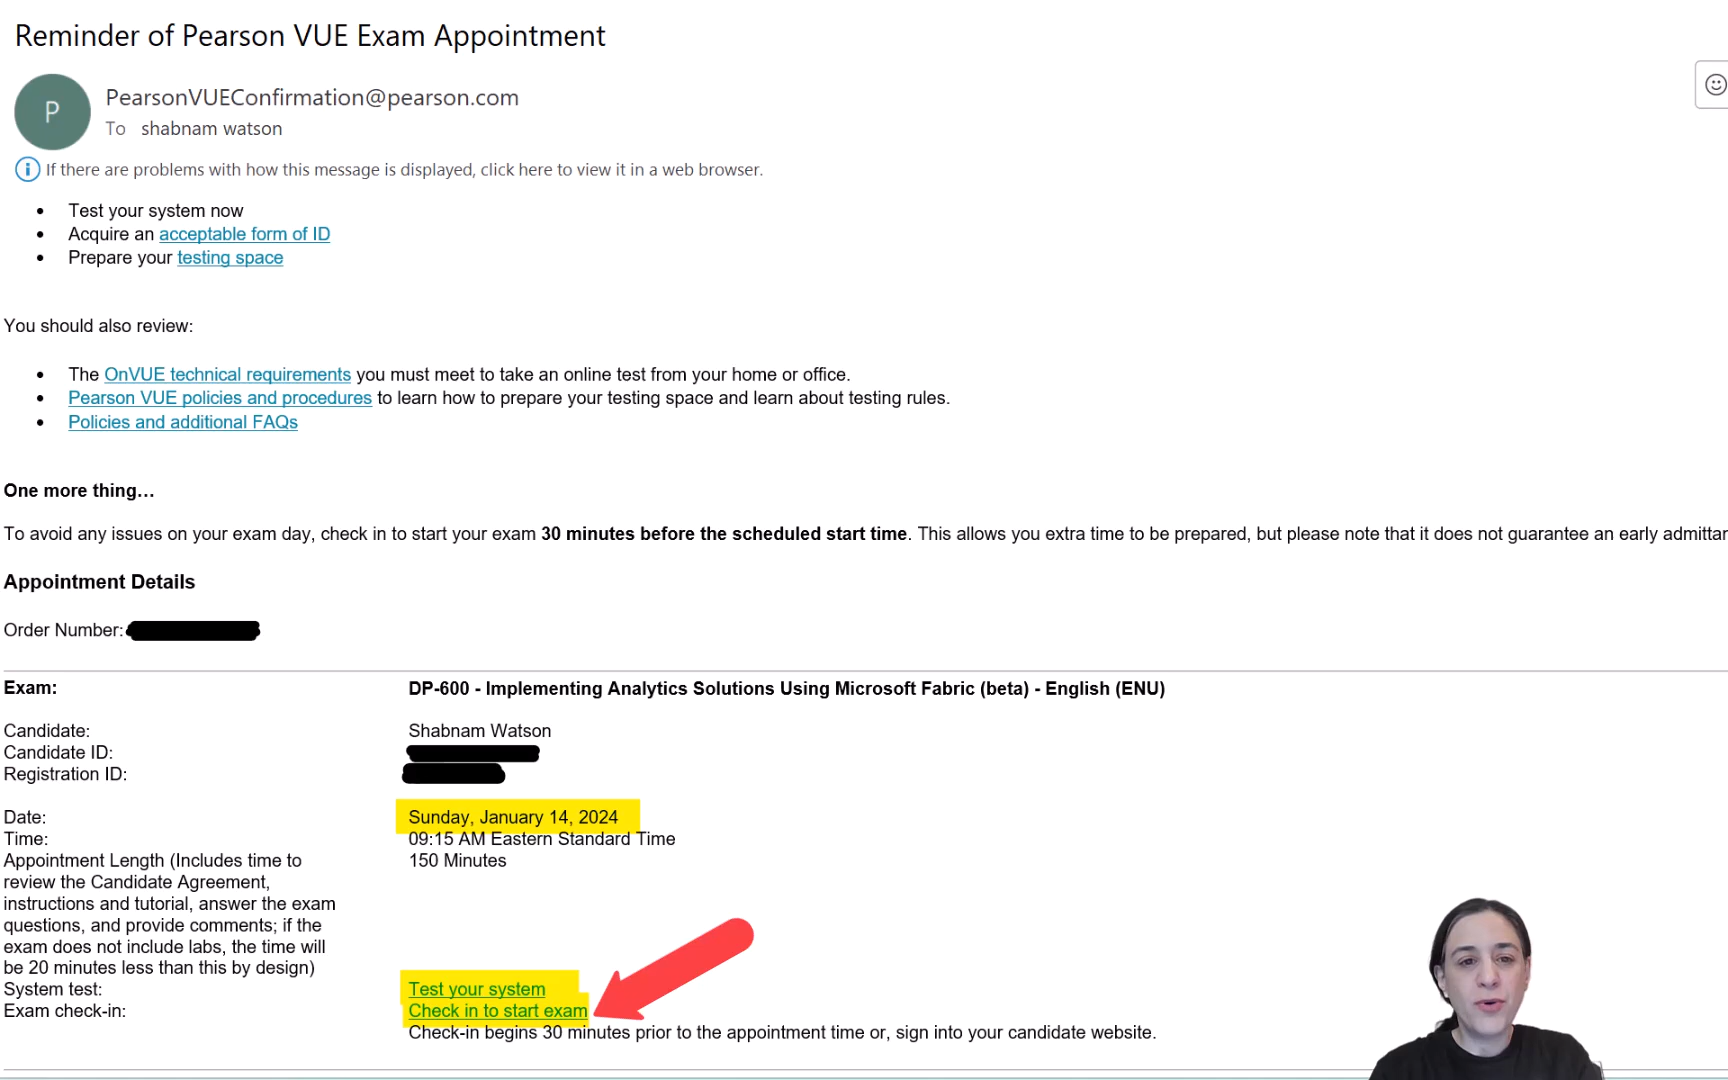 Reminder of Pearson VUE Exam Appointment
P
PearsonVUEConfirmation@pearson.com
To shabnam watson
If there are problems with how this message is displayed, click here to view it in a web browser.
• Test your system now
• Acquire an acceptable form of ID
• Prepare your testing space
You should also review:
• The OnVUE technical requirements you must meet to take an online test from your home or office.
• Pearson VUE policies and procedures to learn how to prepare your testing space and learn about testing rules.
• Policies and additional FAQs
One more thing…
To avoid any issues on your exam day, check in to start your exam 30 minutes before the scheduled start time. This allows you extra time to be prepared, but please note that it does not guarantee an early
Appointment Details
Order Number:
Exam: DP-600 - Implementing Analytics Solutions Using Microsoft Fabric (beta) - English (ENU)
Candidate: Shabnam Watson
Candidate ID:
Registration ID:
Date: Sunday, January 14, 2024
Time: 09:15 AM Eastern Standard Time
Appointment Length (Includes time to 150 Minutes
review the Candidate Agreement,
instructions and tutorial, answer the exam
questions, and provide comments; if the
exam does not include labs, the time will
be 20 minutes less than this by design)
System test: Test your system
Exam check-in: Check in to start exam
Check-in begins 30 minutes prior to the appointment time or, sign into your candidate website.